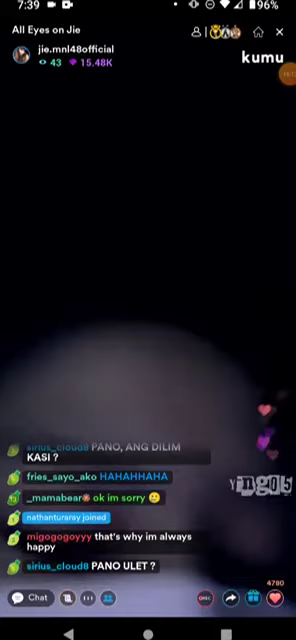 7:39
96%
All Eyes on Jie
jie.mnl48official
43 15.48K
kumu
sirius_cloud8 PANO, ANG DILIM
KASI ?
fries_sayo_ako HAHAHHAHA
_mamabear ok im sorry
nathanturaray joined
migogogoyyy that's why im always
happy
sirius_cloud8 PANO ULET ?
4790
Chat